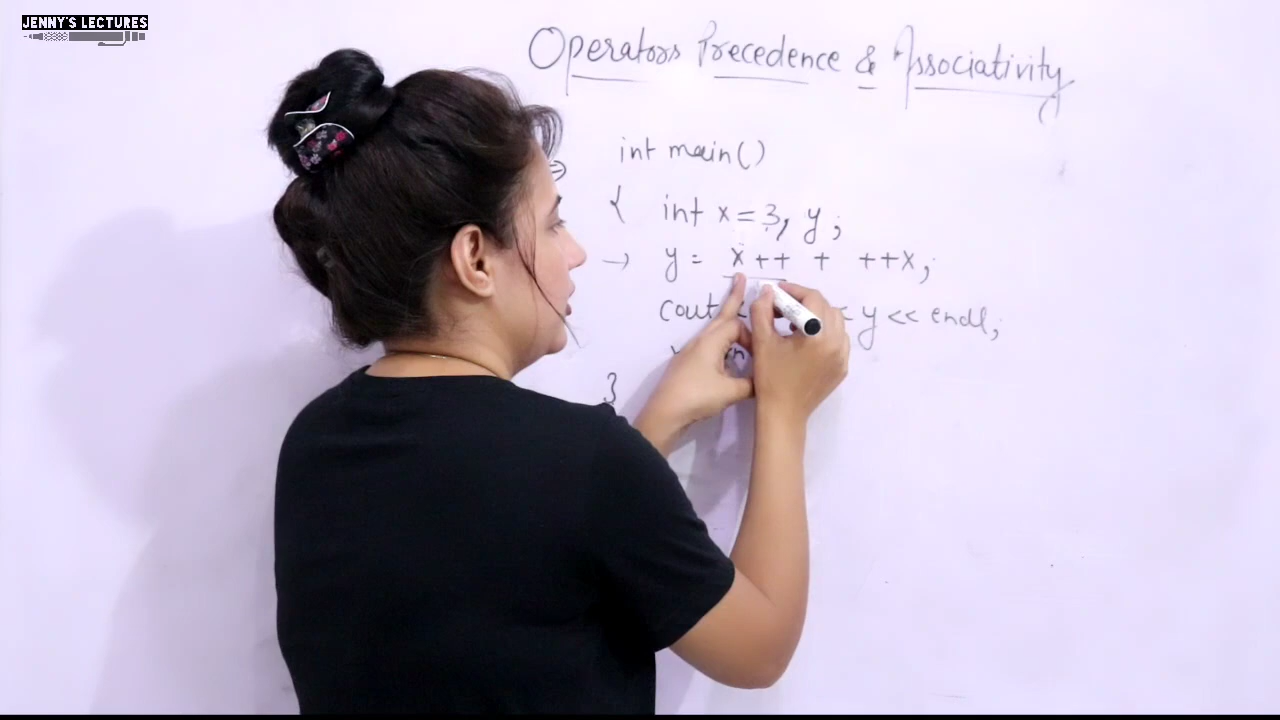 JENNY'S LECTURES
Operators Precedence & Associativity
⇒ int main()
{ int x = 3, y;
→ y = x++ + ++x;
cout < < y << endl;
}